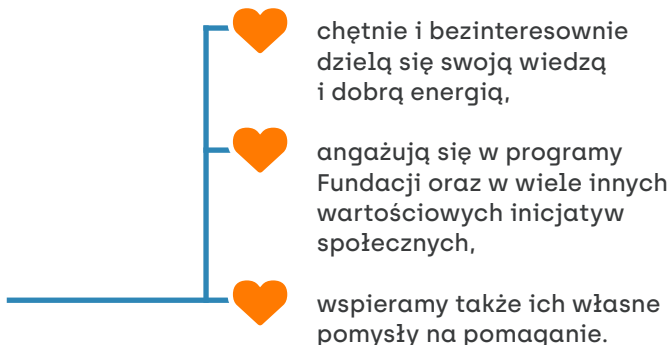 chętnie i bezinteresownie
dzielą się swoją wiedzą
i dobrą energią,
angażują się w programy
Fundacji oraz w wiele innych
wartościowych inicjatyw
społecznych,
wspieramy także ich własne
pomysły na pomaganie.